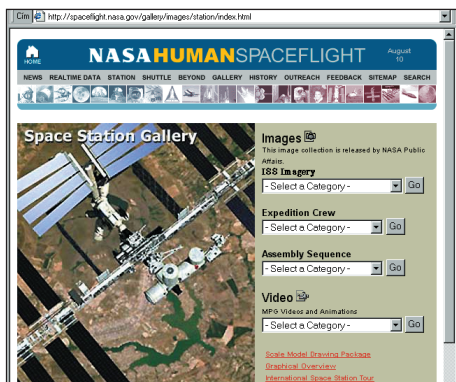 Cím http://spaceflight.nasa.gov/gallery/images/station/index.html
HOME
NASA HUMAN SPACEFLIGHT
August
10
NEWS REALTIME DATA STATION SHUTTLE BEYOND GALLERY HISTORY OUTREACH FEEDBACK SITEMAP SEARCH
Space Station Gallery
Images
This image collection is released by NASA Public
Affairs.
ISS Imagery
- Select a Category - Go
Expedition Crew
- Select a Category - Go
Assembly Sequence
- Select a Category - Go
Video
MPG Videos and Animations
- Select a Category - Go
Scale Model Drawing Package
Graphical Overview
International Space Station Tour